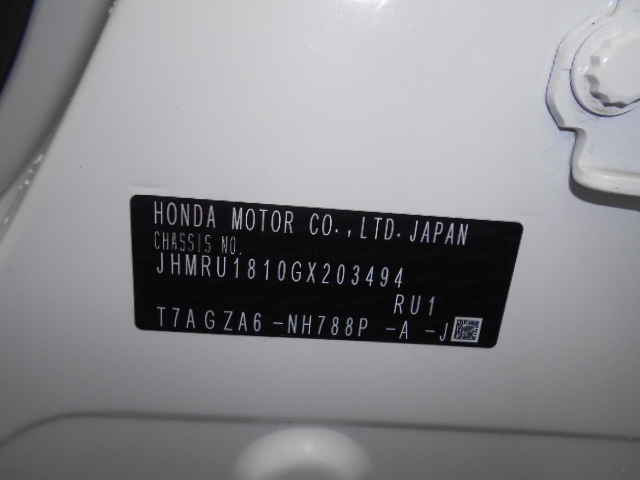 HONDA MOTOR CO.,LTD.JAPAN
CHASSIS NO.
JHMRU1810GX203494
RU1
T7AGZA6-NH788P-A-J